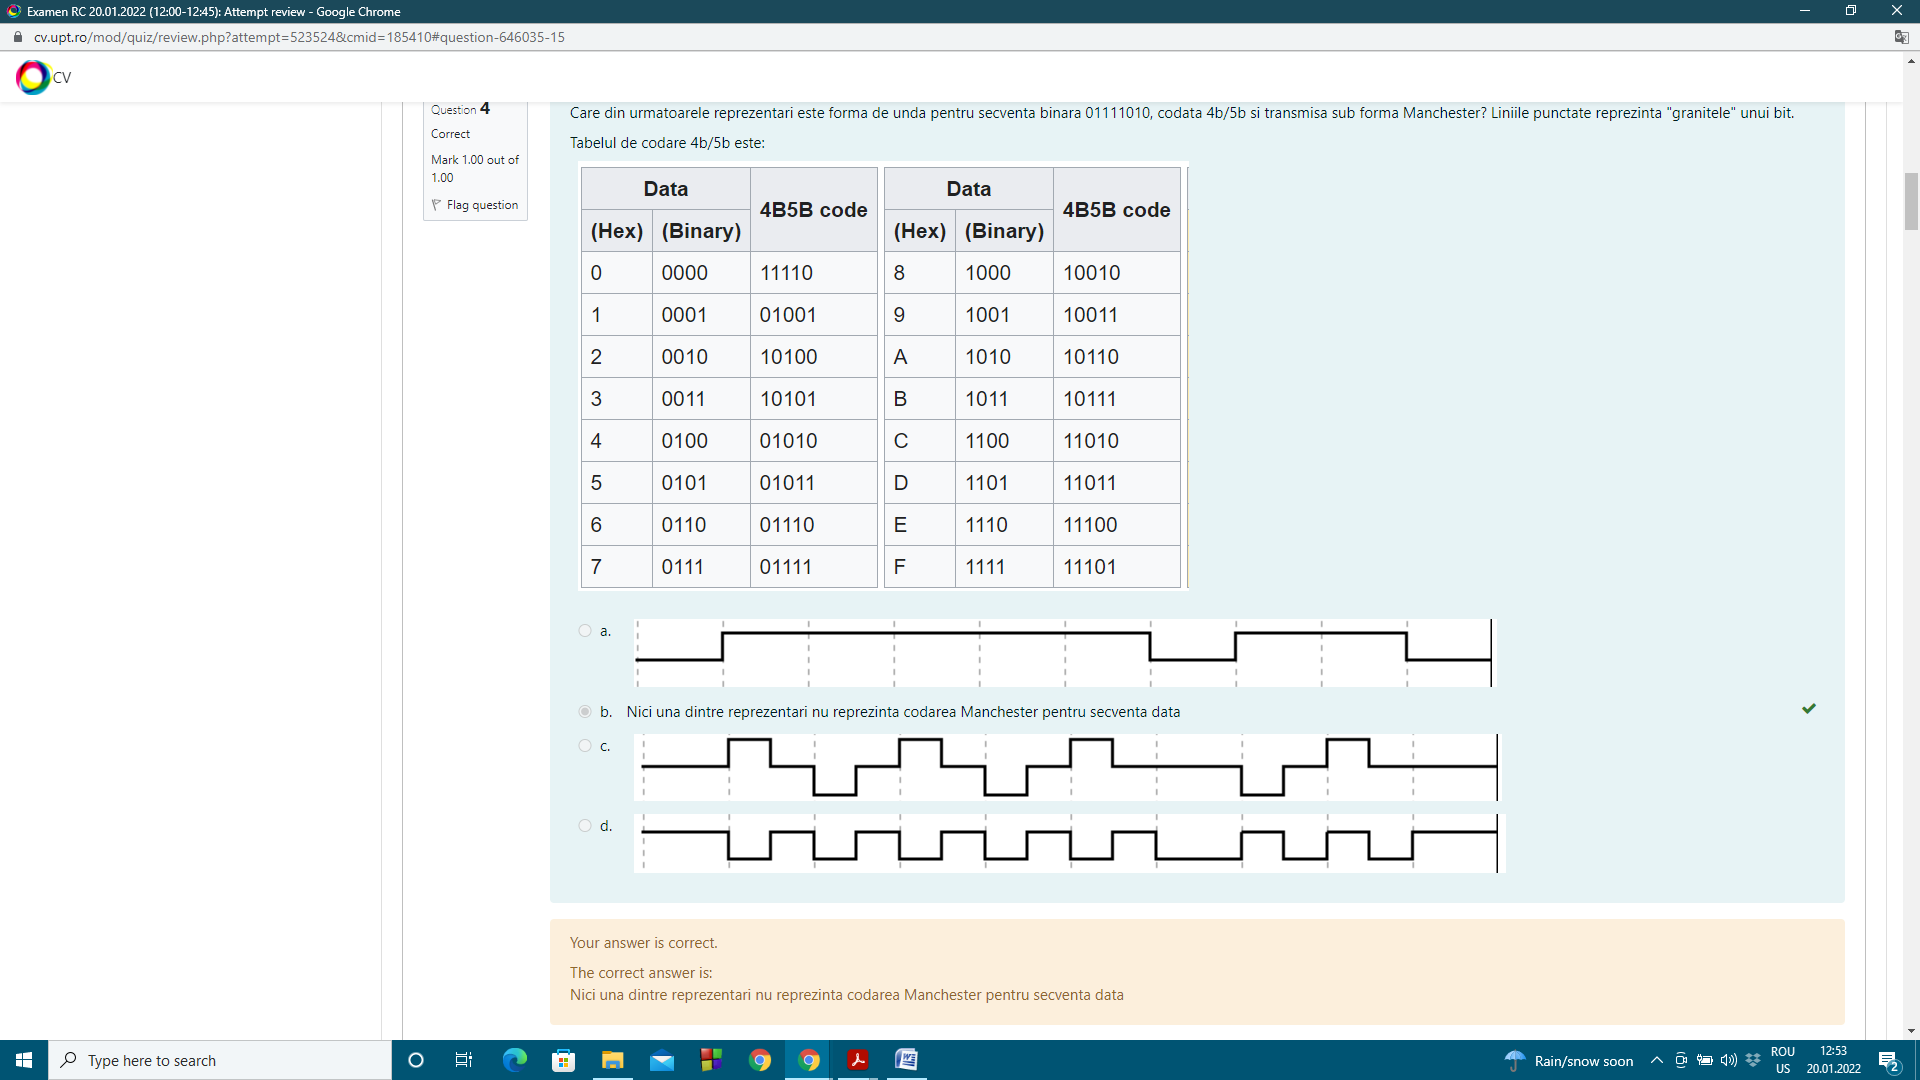 Examen RC 20.01.2022 (12:00-12:45): Attempt review - Google Chrome
cv.upt.ro/mod/quiz/review.php?attempt=523524&cmid=185410#question-646035-15
CV
Question 4
Correct
Mark 1.00 out of
1.00
Flag question
Care din urmatoarele reprezentari este forma de unda pentru secventa binara 01111010, codata 4b/5b si transmisa sub forma Manchester? Liniile punctate reprezinta "granitele" unui bit.
Tabelul de codare 4b/5b este:
Data 4B5B code Data 4B5B code
(Hex) (Binary) (Hex) (Binary)
0 0000 11110 8 1000 10010
1 0001 01001 9 1001 10011
2 0010 10100 A 1010 10110
3 0011 10101 B 1011 10111
4 0100 01010 C 1100 11010
5 0101 01011 D 1101 11011
6 0110 01110 E 1110 11100
7 0111 01111 F 1111 11101
a.
b. Nici una dintre reprezentari nu reprezinta codarea Manchester pentru secventa data
c.
d.
Your answer is correct.
The correct answer is:
Nici una dintre reprezentari nu reprezinta codarea Manchester pentru secventa data
Type here to search
Rain/snow soon
ROU
US
12:53
20.01.2022
2